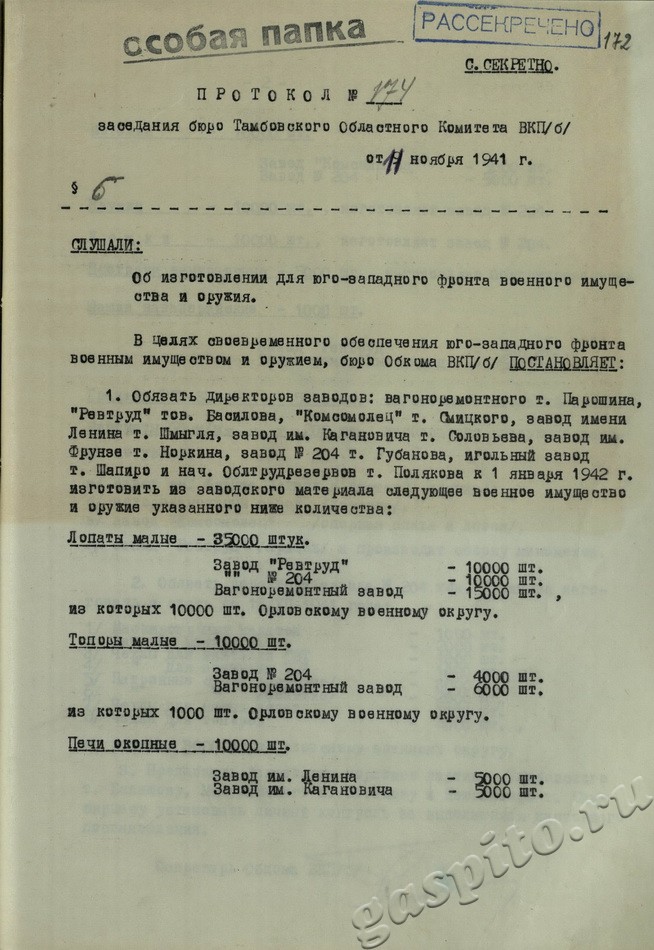 особая папка
РАССЕКРЕЧЕНО
172
С. СЕКРЕТНО.
ПРОТОКОЛ № 174
заседания бюро Тамбовского Областного Комитета ВКП/б/
от 11 ноября 1941 г.
§ 6
СЛУШАЛИ:
Об изготовлении для юго-западного фронта военного имуще-
ства и оружия.
В целях своевременного обеспечения юго-западного фронта
военным имуществом и оружием, бюро Обкома ВКП/б/ ПОСТАНОВЛЯЕТ:
1. Обязать директоров заводов: вагоноремонтного т. Парошина,
"Ревтруд" тов. Басилова, "Комсомолец" т. Смицкого, завод имени
Ленина т. Шмыгля, завод им. Кагановича т. Соловьева, завод им.
Фрунзе т. Норкина, завод № 204 т. Губанова, игольный завод
т. Шапиро и нач. Облтрудрезервов т. Полякова к 1 января 1942 г.
изготовить из заводского материала следующее военное имущество
и оружие указанного ниже количества:
Лопаты малые - 35000 штук.
Завод "Ревтруд" - 10000 шт.
"" № 204 - 10000 шт.
Вагоноремонтный завод - 15000 шт. ,
из которых 10000 шт. Орловскому военному округу.
Топоры малые - 10000 шт.
Завод № 204 - 4000 шт.
Вагоноремонтный завод - 6000 шт.
из которых 1000 шт. Орловскому военному округу.
Печи окопные - 10000 шт.
Завод им. Ленина - 5000 шт.
Завод им. Кагановича - 5000 шт.
gaspito.ru